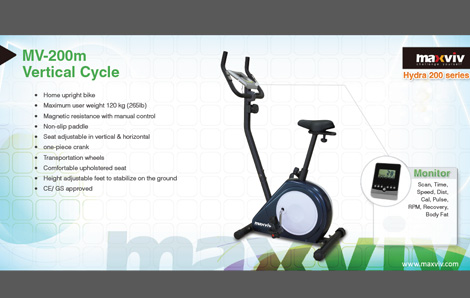 MV-200m
Vertical Cycle
maxviv
challenge yourself
Hydra 200 series
Home upright bike
Maximum user weight 120 kg (265lb)
Magnetic resistance with manual control
Non-slip paddle
Seat adjustable in vertical & horizontal
one-piece crank
Transportation wheels
Comfortable upholstered seat
Height adjustable feet to stabilize on the ground
CE/ GS approved
Monitor
Scan, Time,
Speed, Dist,
Cal, Pulse,
RPM, Recovery,
Body Fat
maxviv
www.maxviv.com
maxviv